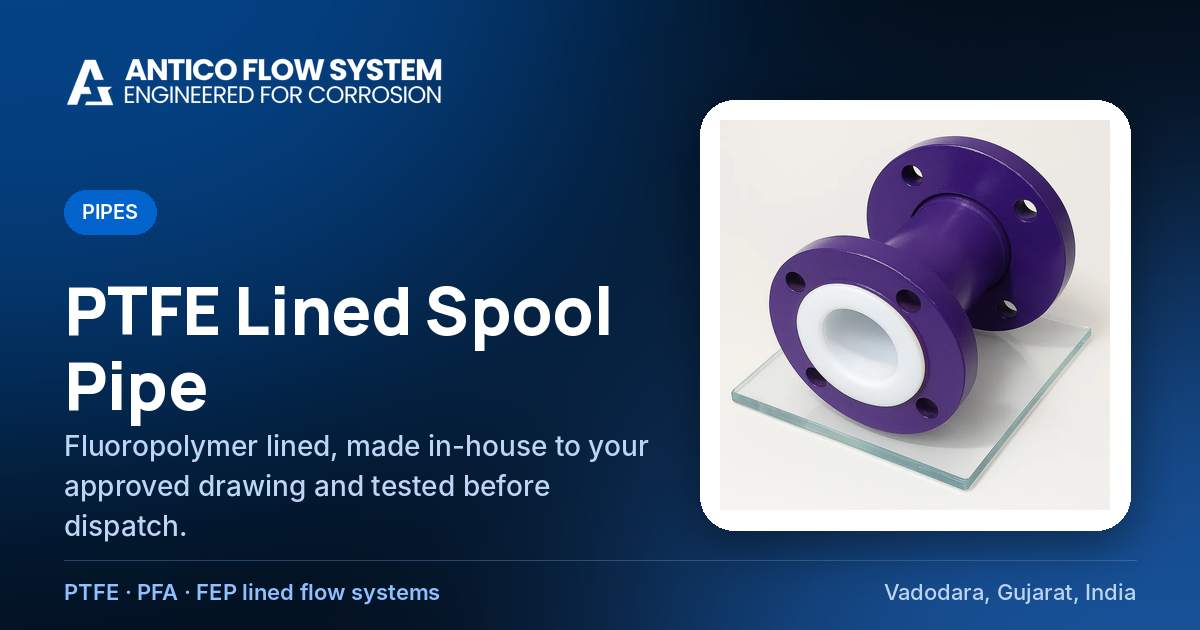 ANTICO FLOW SYSTEM
ENGINEERED FOR CORROSION
PIPES
PTFE Lined Spool
Pipe
Fluoropolymer lined, made in-house to your
approved drawing and tested before
dispatch.
PTFE · PFA · FEP lined flow systems
Vadodara, Gujarat, India